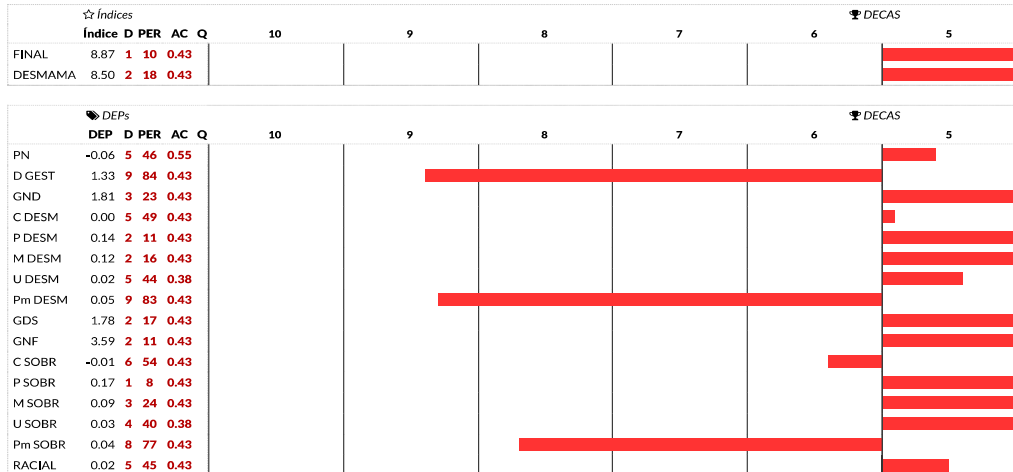 Índices DECAS
Índice D PER AC Q 10 9 8 7 6 5
FINAL 8.87 1 10 0.43
DESMAMA 8.50 2 18 0.43
DEPs DECAS
DEP D PER AC Q 10 9 8 7 6 5
PN -0.06 5 46 0.55
D GEST 1.33 9 84 0.43
GND 1.81 3 23 0.43
C DESM 0.00 5 49 0.43
P DESM 0.14 2 11 0.43
M DESM 0.12 2 16 0.43
U DESM 0.02 5 44 0.38
Pm DESM 0.05 9 83 0.43
GDS 1.78 2 17 0.43
GNF 3.59 2 11 0.43
C SOBR -0.01 6 54 0.43
P SOBR 0.17 1 8 0.43
M SOBR 0.09 3 24 0.43
U SOBR 0.03 4 40 0.38
Pm SOBR 0.04 8 77 0.43
RACIAL 0.02 5 45 0.43